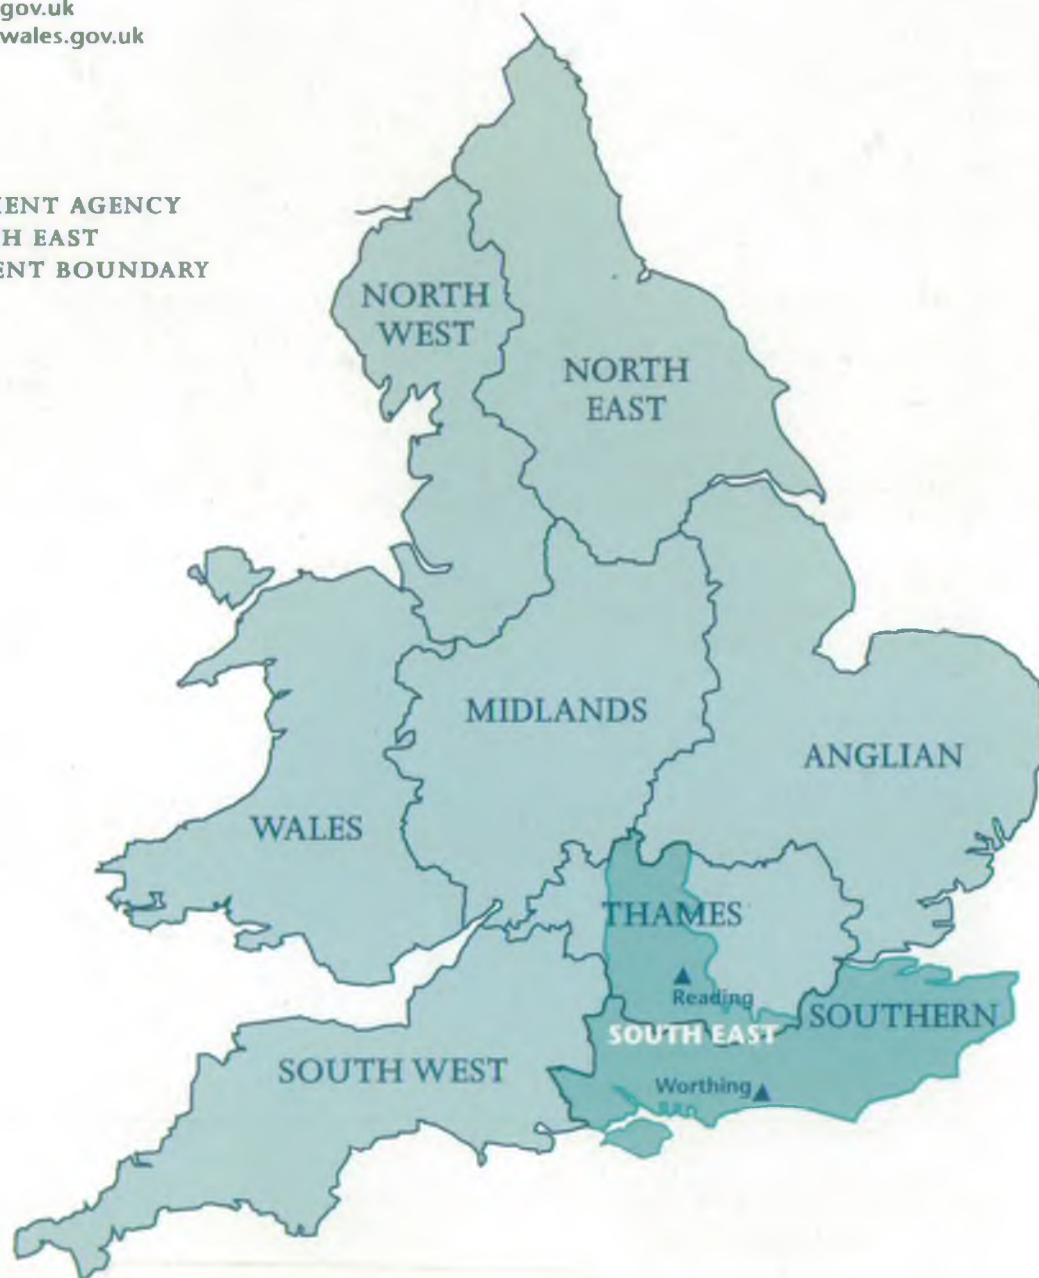 gov.uk
wales.gov.uk
ENT AGENCY
H EAST
ENT BOUNDARY
NORTH
WEST
NORTH
EAST
MIDLANDS
ANGLIAN
WALES
THAMES
Reading
SOUTHERN
SOUTH EAST
SOUTH WEST
Worthing